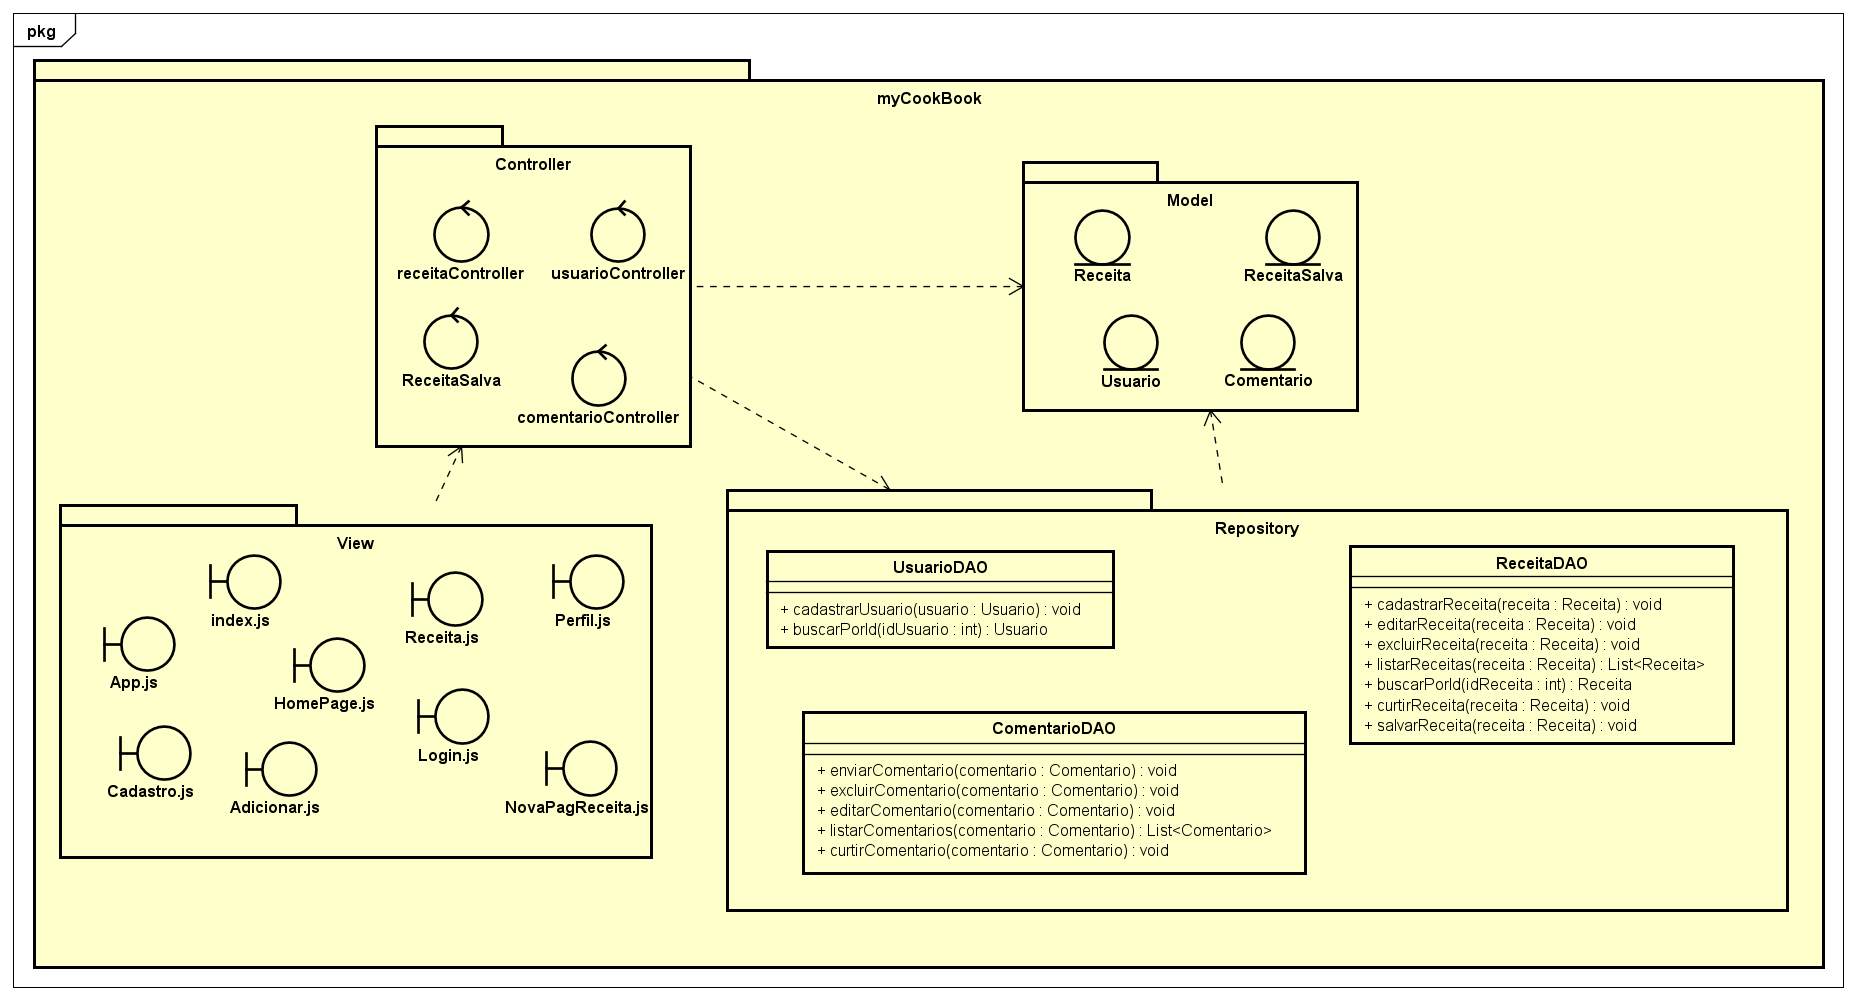 pkg
myCookBook
Controller
receitaController
usuarioController
ReceitaSalva
comentarioController
Model
Receita
ReceitaSalva
Usuario
Comentario
View
index.js
Receita.js
Perfil.js
App.js
HomePage.js
Login.js
Cadastro.js
Adicionar.js
NovaPagReceita.js
Repository
UsuarioDAO
+ cadastrarUsuario(usuario : Usuario) : void
+ buscarPorId(idUsuario : int) : Usuario
ReceitaDAO
+ cadastrarReceita(receita : Receita) : void
+ editarReceita(receita : Receita) : void
+ excluirReceita(receita : Receita) : void
+ listarReceitas(receita : Receita) : List<Receita>
+ buscarPorId(idReceita : int) : Receita
+ curtirReceita(receita : Receita) : void
+ salvarReceita(receita : Receita) : void
ComentarioDAO
+ enviarComentario(comentario : Comentario) : void
+ excluirComentario(comentario : Comentario) : void
+ editarComentario(comentario : Comentario) : void
+ listarComentarios(comentario : Comentario) : List<Comentario>
+ curtirComentario(comentario : Comentario) : void